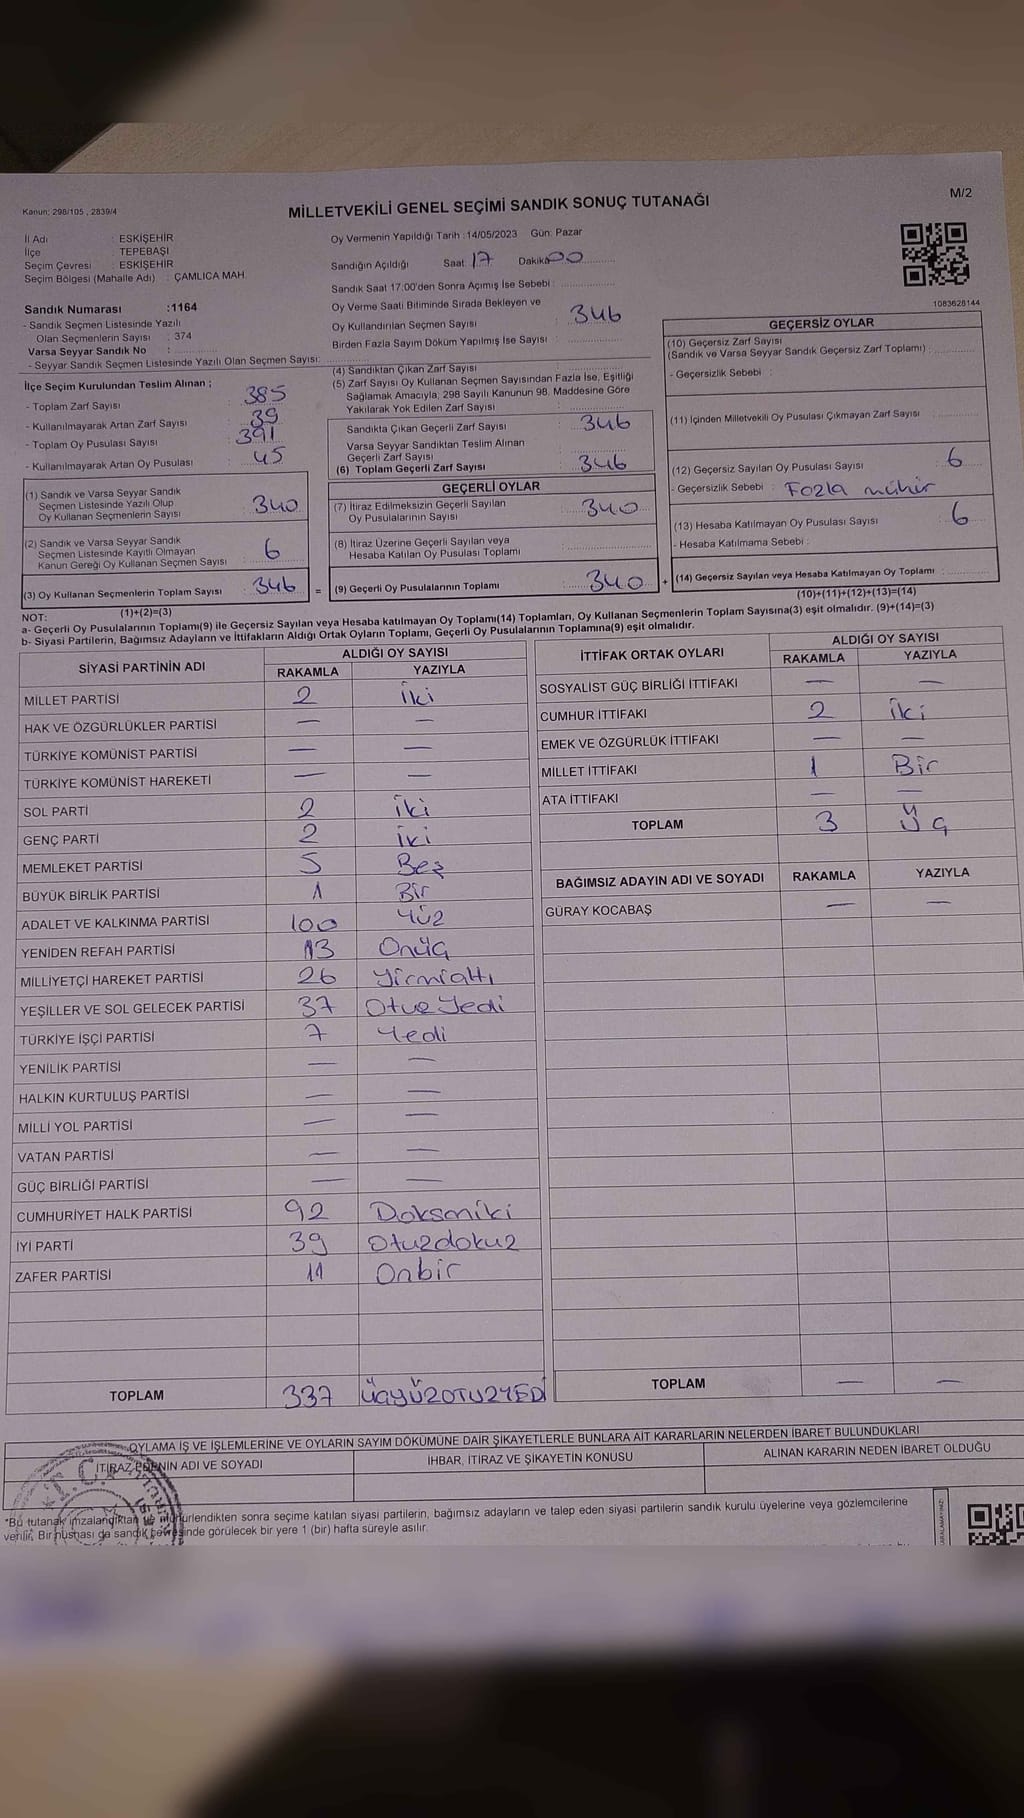 M/2
Kanun: 298/105 , 2839/4
MİLLETVEKİLİ GENEL SEÇİMİ SANDIK SONUÇ TUTANAĞI
İl Adı : ESKİŞEHİR
İlçe : TEPEBAŞI
Seçim Çevresi : ESKİŞEHİR
Seçim Bölgesi (Mahalle Adı) : ÇAMLICA MAH.
Sandık Numarası :1164
- Sandık Seçmen Listesinde Yazılı
Olan Seçmenlerin Sayısı : 374
Varsa Seyyar Sandık No :
- Seyyar Sandık Seçmen Listesinde Yazılı Olan Seçmen Sayısı:
İlçe Seçim Kurulundan Teslim Alınan ;
- Toplam Zarf Sayısı : 385
- Kullanılmayarak Artan Zarf Sayısı : 39
- Toplam Oy Pusulası Sayısı : 391
- Kullanılmayarak Artan Oy Pusulası : 45
(1) Sandık ve Varsa Seyyar Sandık
Seçmen Listesinde Yazılı Olup
Oy Kullanan Seçmenlerin Sayısı : 340
(2) Sandık ve Varsa Seyyar Sandık
Seçmen Listesinde Kayıtlı Olmayan
Kanun Gereği Oy Kullanan Seçmen Sayısı : 6
(3) Oy Kullanan Seçmenlerin Toplam Sayısı : 346 =
(1)+(2)=(3)
Oy Vermenin Yapıldığı Tarih :14/05/2023 Gün: Pazar
Sandığın Açıldığı Saat: 17 Dakika 00
Sandık Saat 17:00'den Sonra Açımış İse Sebebi :
Oy Verme Saati Bitiminde Sırada Bekleyen ve
Oy Kullandırılan Seçmen Sayısı : 346
Birden Fazla Sayım Döküm Yapılmış İse Sayısı :
(4) Sandıktan Çıkan Zarf Sayısı :
(5) Zarf Sayısı Oy Kullanan Seçmen Sayısından Fazla İse, Eşitliği
Sağlamak Amacıyla; 298 Sayılı Kanunun 98. Maddesine Göre
Yakılarak Yok Edilen Zarf Sayısı :
Sandıkta Çıkan Geçerli Zarf Sayısı : 346
Varsa Seyyar Sandıktan Teslim Alınan
Geçerli Zarf Sayısı :
(6) Toplam Geçerli Zarf Sayısı : 346
GEÇERLİ OYLAR
(7) İtiraz Edilmeksizin Geçerli Sayılan
Oy Pusulalarının Sayısı : 340
(8) İtiraz Üzerine Geçerli Sayılan veya
Hesaba Katılan Oy Pusulası Toplamı :
(9) Geçerli Oy Pusulalarının Toplamı : 340 +
1083628144
GEÇERSİZ OYLAR
(10) Geçersiz Zarf Sayısı
(Sandık ve Varsa Seyyar Sandık Geçersiz Zarf Toplamı) :
- Geçersizlik Sebebi :
(11) İçinden Milletvekili Oy Pusulası Çıkmayan Zarf Sayısı :
(12) Geçersiz Sayılan Oy Pusulası Sayısı : 6
- Geçersizlik Sebebi : Fazla mühür
(13) Hesaba Katılmayan Oy Pusulası Sayısı : 6
- Hesaba Katılmama Sebebi :
(14) Geçersiz Sayılan veya Hesaba Katılmayan Oy Toplamı :
(10)+(11)+(12)+(13)=(14)
NOT:
a- Geçerli Oy Pusulalarının Toplamı(9) ile Geçersiz Sayılan veya Hesaba katılmayan Oy Toplamı(14) Toplamları, Oy Kullanan Seçmenlerin Toplam Sayısına(3) eşit olmalıdır. (9)+(14)=(3)
b- Siyasi Partilerin, Bağımsız Adayların ve İttifakların Aldığı Ortak Oyların Toplamı, Geçerli Oy Pusulalarının Toplamına(9) eşit olmalıdır.
SİYASİ PARTİNİN ADI ALDIĞI OY SAYISI
RAKAMLA YAZIYLA
MİLLET PARTİSİ 2 iki
HAK VE ÖZGÜRLÜKLER PARTİSİ — —
TÜRKİYE KOMÜNİST PARTİSİ — —
TÜRKİYE KOMÜNİST HAREKETİ — —
SOL PARTİ 2 iki
GENÇ PARTİ 2 iki
MEMLEKET PARTİSİ 5 Beş
BÜYÜK BİRLİK PARTİSİ 1 Bir
ADALET VE KALKINMA PARTİSİ 100 Yüz
YENİDEN REFAH PARTİSİ 13 Onüç
MİLLİYETÇİ HAREKET PARTİSİ 26 Yirmialtı
YEŞİLLER VE SOL GELECEK PARTİSİ 37 Otuz Yedi
TÜRKİYE İŞÇİ PARTİSİ 7 Yedi
YENİLİK PARTİSİ — —
HALKIN KURTULUŞ PARTİSİ — —
MİLLİ YOL PARTİSİ — —
VATAN PARTİSİ — —
GÜÇ BİRLİĞİ PARTİSİ — —
CUMHURİYET HALK PARTİSİ 92 Doksaniki
İYİ PARTİ 39 Otuzdokuz
ZAFER PARTİSİ 11 Onbir
TOPLAM 337 ÜÇYÜZOTUZYEDİ
İTTİFAK ORTAK OYLARI ALDIĞI OY SAYISI
RAKAMLA YAZIYLA
SOSYALİST GÜÇ BİRLİĞİ İTTİFAKI — —
CUMHUR İTTİFAKI 2 iki
EMEK VE ÖZGÜRLÜK İTTİFAKI — —
MİLLET İTTİFAKI 1 Bir
ATA İTTİFAKI — —
TOPLAM 3 Üç
BAĞIMSIZ ADAYIN ADI VE SOYADI RAKAMLA YAZIYLA
GÜRAY KOCABAŞ — —
TOPLAM — —
OYLAMA İŞ VE İŞLEMLERİNE VE OYLARIN SAYIM DÖKÜMÜNE DAİR ŞİKAYETLERLE BUNLARA AİT KARARLARIN NELERDEN İBARET BULUNDUKLARI
İTİRAZ EDENİN ADI VE SOYADI İHBAR, İTİRAZ VE ŞİKAYETİN KONUSU ALINAN KARARIN NEDEN İBARET OLDUĞU
*Bu tutanak imzalandıktan ve mühürlendikten sonra seçime katılan siyasi partilerin, bağımsız adayların ve talep eden siyasi partilerin sandık kurulu üyelerine veya gözlemcilerine
verilir. Bir nüshası da sandık çevresinde görülecek bir yere 1 (bir) hafta süreyle asılır.
T.C.